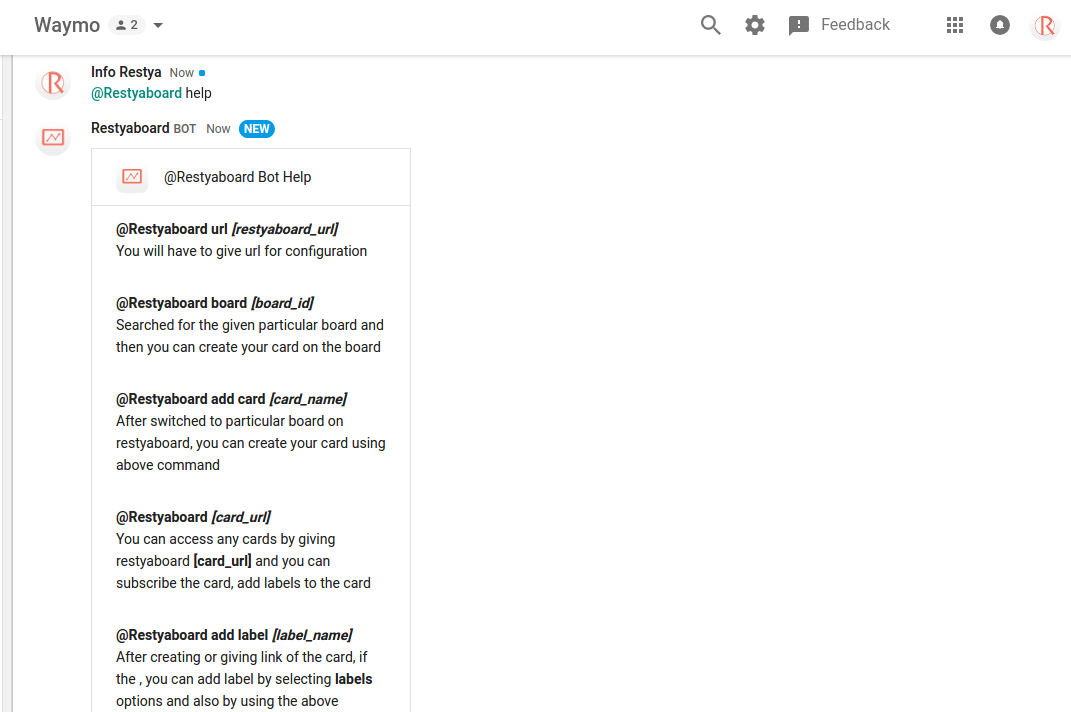 Waymo 2 Feedback
Info Restya Now
@Restyaboard help
Restyaboard BOT Now NEW
@Restyaboard Bot Help
@Restyaboard url [restyaboard_url]
You will have to give url for configuration
@Restyaboard board [board_id]
Searched for the given particular board and
then you can create your card on the board
@Restyaboard add card [card_name]
After switched to particular board on
restyaboard, you can create your card using
above command
@Restyaboard [card_url]
You can access any cards by giving
restyaboard [card_url] and you can
subscribe the card, add labels to the card
@Restyaboard add label [label_name]
After creating or giving link of the card, if
the , you can add label by selecting labels
options and also by using the above